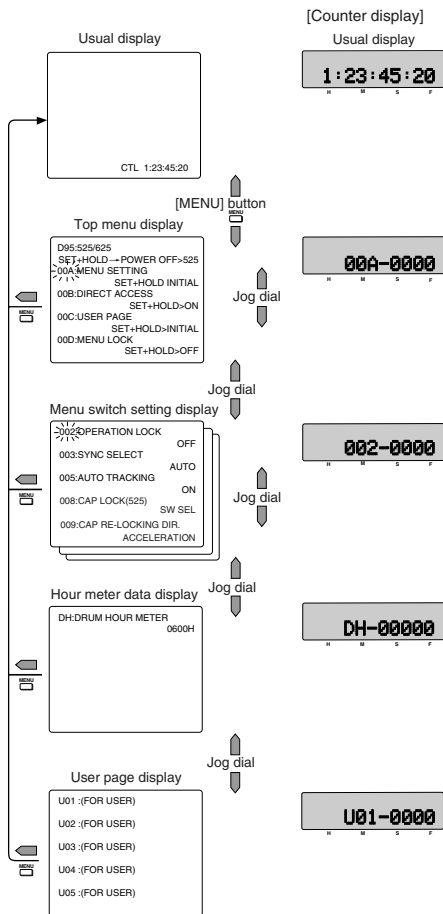 [Counter display]
Usual display
Usual display
1:23:45:20
H M S F
CTL 1:23:45:20
[MENU] button
MENU
Top menu display
D95:525/625
SET+HOLD→POWER OFF>525
00A:MENU SETTING
SET+HOLD INITIAL
00B:DIRECT ACCESS
SET+HOLD>ON
00C:USER PAGE
SET+HOLD>INITIAL
00D:MENU LOCK
SET+HOLD>OFF
MENU
Jog dial
00A-0000
H M S F
Jog dial
Menu switch setting display
002:OPERATION LOCK
OFF
003:SYNC SELECT
AUTO
005:AUTO TRACKING
ON
008:CAP LOCK(525)
SW SEL
009:CAP RE-LOCKING DIR.
ACCELERATION
MENU
Jog dial
002-0000
H M S F
Jog dial
Hour meter data display
DH:DRUM HOUR METER
0600H
MENU
DH-00000
H M S F
Jog dial
User page display
U01 :(FOR USER)
U02 :(FOR USER)
U03 :(FOR USER)
U04 :(FOR USER)
U05 :(FOR USER)
MENU
U01-0000
H M S F